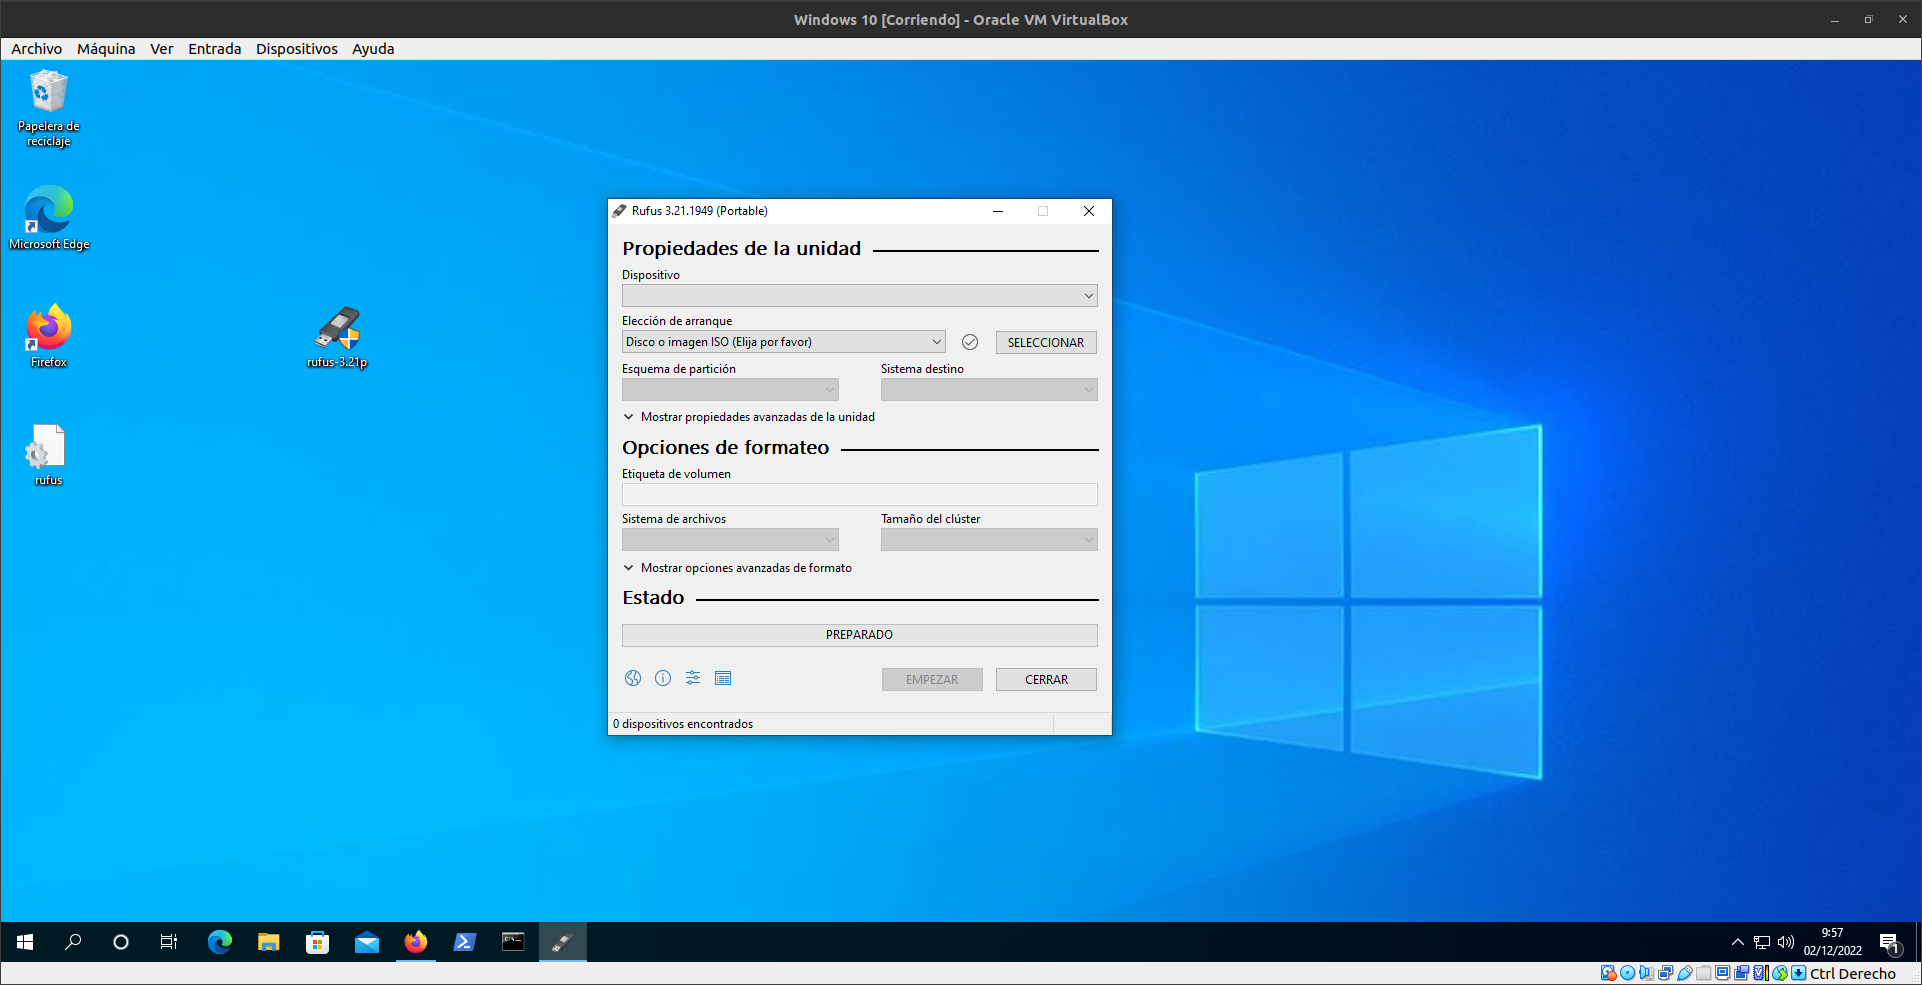 Windows 10 [Corriendo] - Oracle VM VirtualBox
Archivo Máquina Ver Entrada Dispositivos Ayuda
Papelera de
reciclaje
Microsoft Edge
Firefox
rufus-3.21p
rufus
Rufus 3.21.1949 (Portable)
Propiedades de la unidad
Dispositivo
Elección de arranque
Disco o imagen ISO (Elija por favor)
SELECCIONAR
Esquema de partición
Sistema destino
Mostrar propiedades avanzadas de la unidad
Opciones de formateo
Etiqueta de volumen
Sistema de archivos
Tamaño del clúster
Mostrar opciones avanzadas de formato
Estado
PREPARADO
EMPEZAR
CERRAR
0 dispositivos encontrados
9:57
02/12/2022
1
Ctrl Derecho